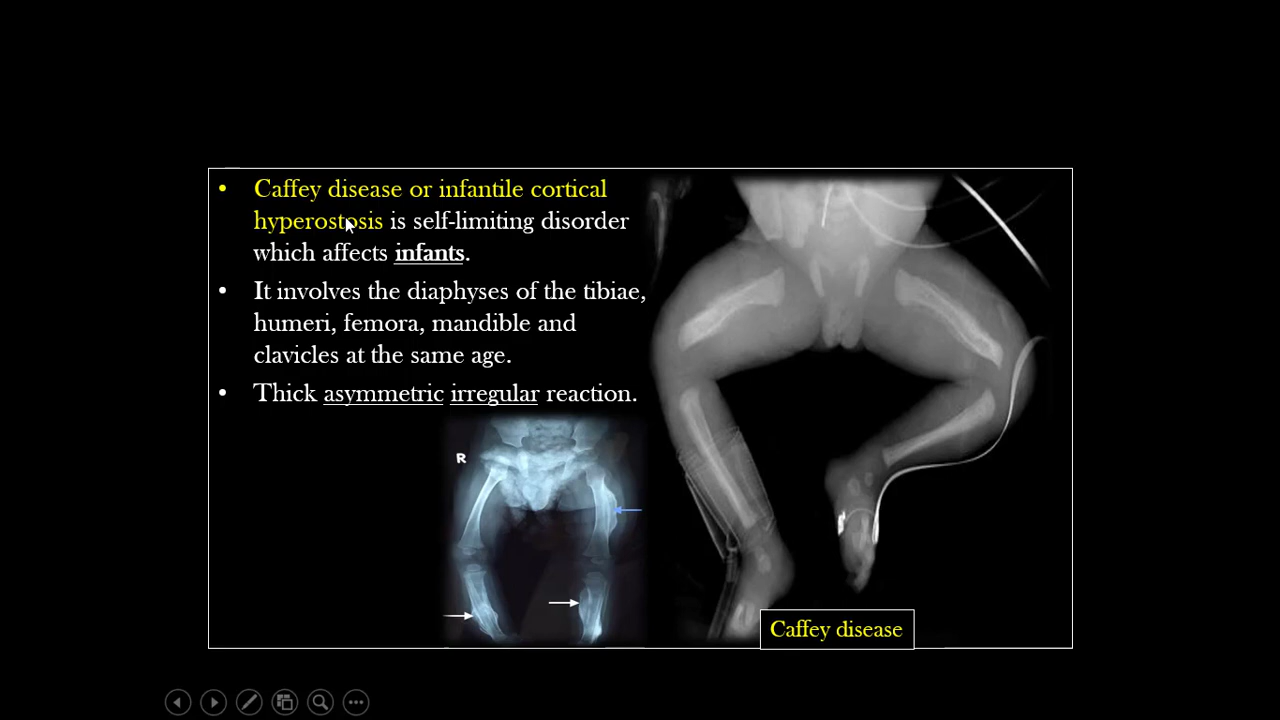 • Caffey disease or infantile cortical
hyperostosis is self-limiting disorder
which affects infants.
• It involves the diaphyses of the tibiae,
humeri, femora, mandible and
clavicles at the same age.
• Thick asymmetric irregular reaction.
R
Caffey disease